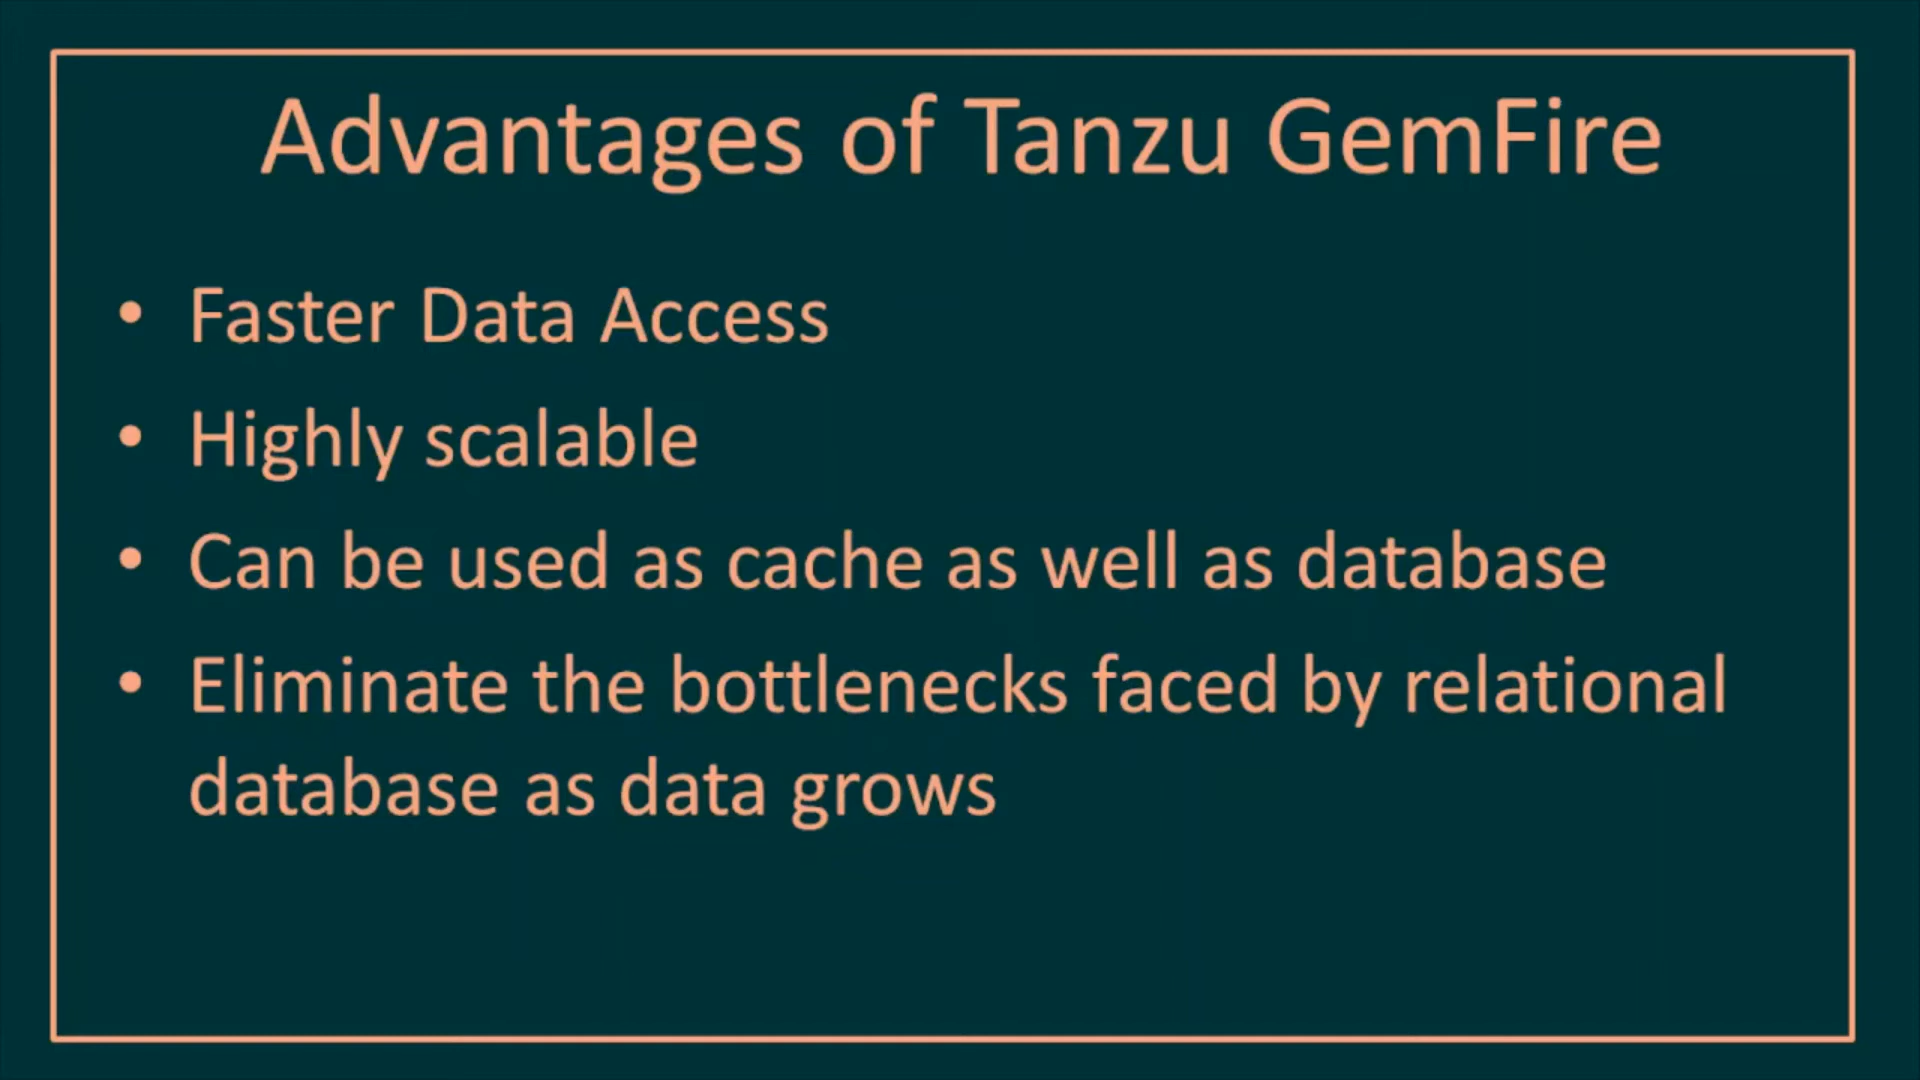 Advantages of Tanzu GemFire
• Faster Data Access
• Highly scalable
• Can be used as cache as well as database
• Eliminate the bottlenecks faced by relational
database as data grows